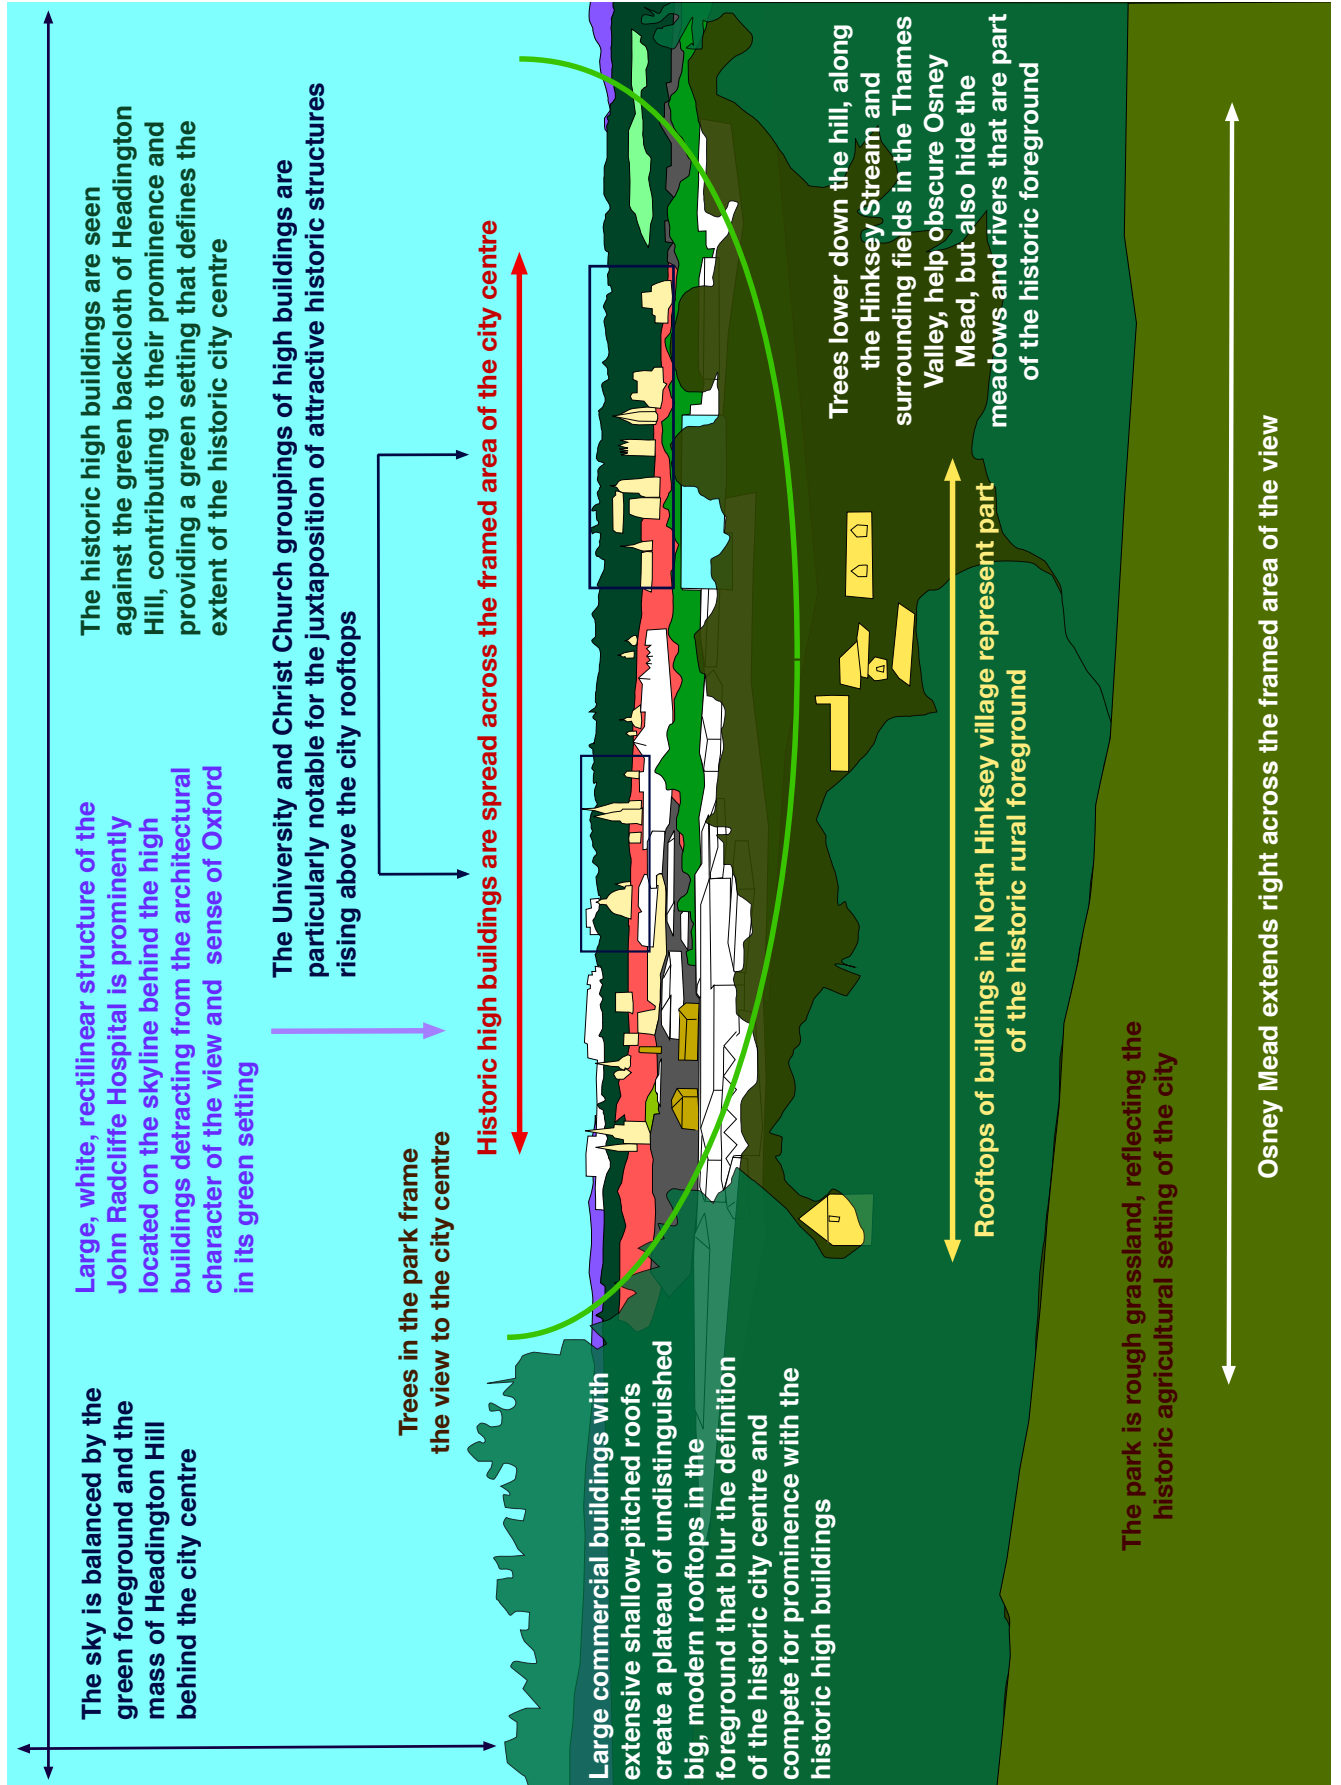 The sky is balanced by the
green foreground and the
mass of Headington Hill
behind the city centre
Large, white, rectilinear structure of the
John Radcliffe Hospital is prominently
located on the skyline behind the high
buildings detracting from the architectural
character of the view and sense of Oxford
in its green setting
The historic high buildings are seen
against the green backcloth of Headington
Hill, contributing to their prominence and
providing a green setting that defines the
extent of the historic city centre
The University and Christ Church groupings of high buildings are
particularly notable for the juxtaposition of attractive historic structures
rising above the city rooftops
Trees in the park frame
the view to the city centre
Historic high buildings are spread across the framed area of the city centre
Large commercial buildings with
extensive shallow-pitched roofs
create a plateau of undistinguished
big, modern rooftops in the
foreground that blur the definition
of the historic city centre and
compete for prominence with the
historic high buildings
Trees lower down the hill, along
the Hinksey Stream and
surrounding fields in the Thames
Valley, help obscure Osney
Mead, but also hide the
meadows and rivers that are part
of the historic foreground
Rooftops of buildings in North Hinksey village represent part
of the historic rural foreground
The park is rough grassland, reflecting the
historic agricultural setting of the city
Osney Mead extends right across the framed area of the view